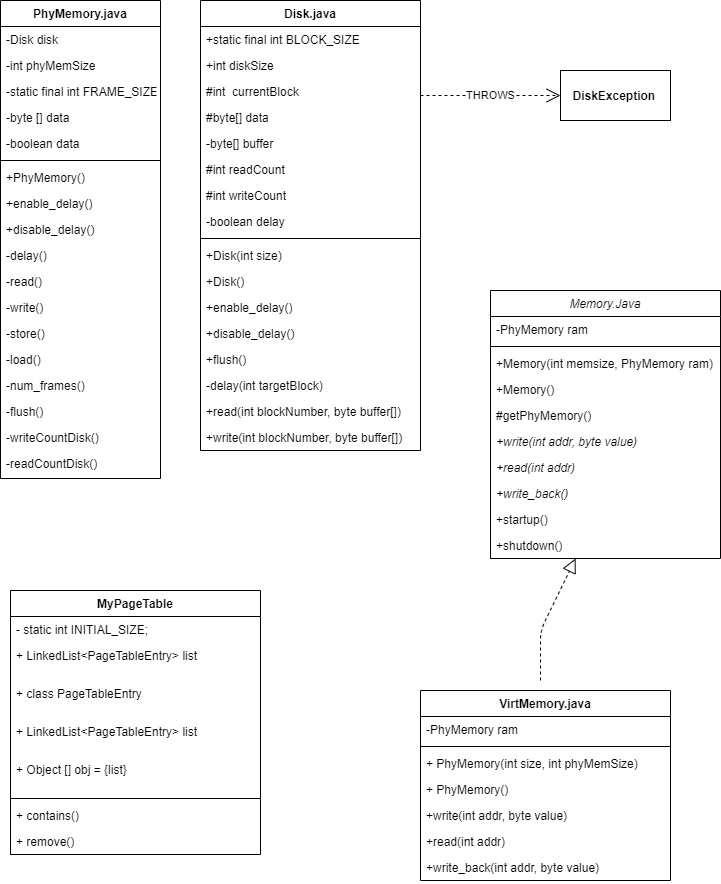 PhyMemory.java
-Disk disk
-int phyMemSize
-static final int FRAME_SIZE
-byte [] data
-boolean data
+PhyMemory()
+enable_delay()
+disable_delay()
-delay()
-read()
-write()
-store()
-load()
-num_frames()
-flush()
-writeCountDisk()
-readCountDisk()
Disk.java
+static final int BLOCK_SIZE
+int diskSize
#int  currentBlock
#byte[] data
-byte[] buffer
#int readCount
#int writeCount
-boolean delay
+Disk(int size)
+Disk()
+enable_delay()
+disable_delay()
+flush()
-delay(int targetBlock)
+read(int blockNumber, byte buffer[])
+write(int blockNumber, byte buffer[])
THROWS
DiskException
Memory.Java
-PhyMemory ram
+Memory(int memsize, PhyMemory ram)
+Memory()
#getPhyMemory()
+write(int addr, byte value)
+read(int addr)
+write_back()
+startup()
+shutdown()
MyPageTable
- static int INITIAL_SIZE;
+ LinkedList<PageTableEntry> list
+ class PageTableEntry
+ LinkedList<PageTableEntry> list
+ Object [] obj = {list}
+ contains()
+ remove()
VirtMemory.java
-PhyMemory ram
+ PhyMemory(int size, int phyMemSize)
+ PhyMemory()
+write(int addr, byte value)
+read(int addr)
+write_back(int addr, byte value)